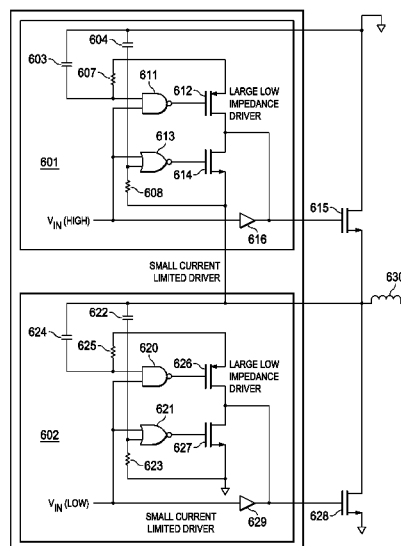 604
603
607
611
612
LARGE LOW
IMPEDANCE
DRIVER
613
614
601
608
615
VIN (HIGH)
616
SMALL CURRENT
LIMITED DRIVER
630
622
624
625
620
626
LARGE LOW
IMPEDANCE
DRIVER
621
627
602
623
VIN (LOW)
629
628
SMALL CURRENT
LIMITED DRIVER